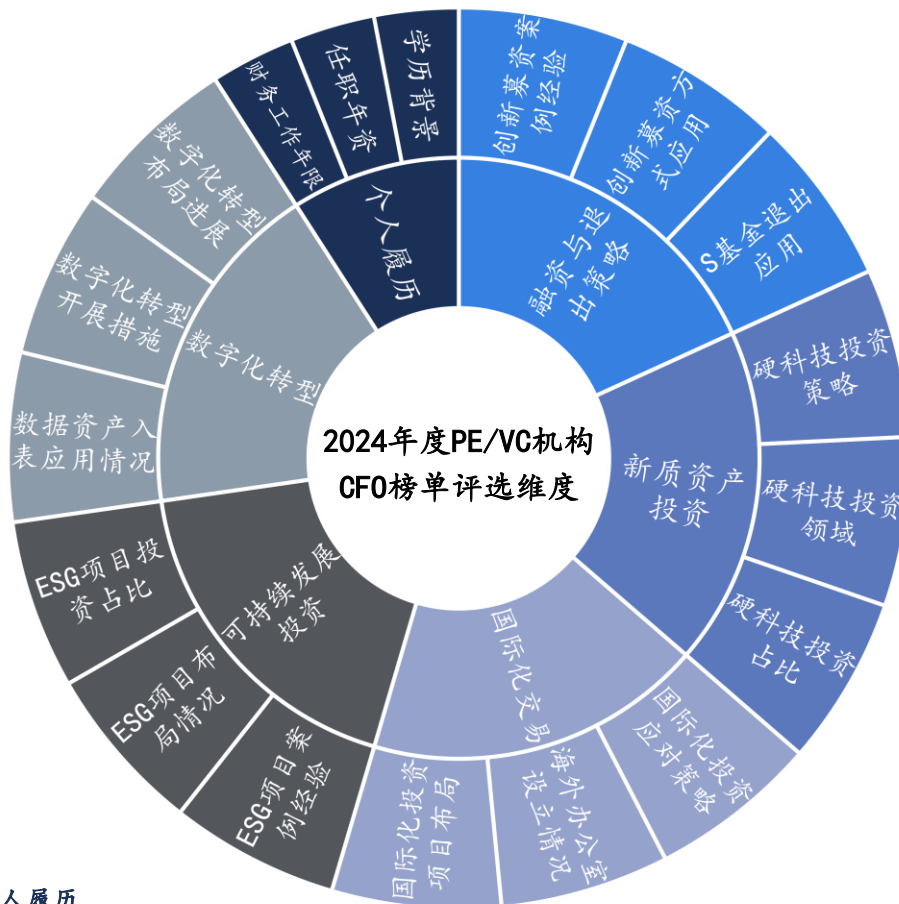 2024年度PE/VC机构
CFO榜单评选维度
融资与退
出策略
创新募资案
例经验
创新募资方
式应用
S基金退出
应用
新质资产
投资
硬科技投资
策略
硬科技投资
领域
硬科技投资
占比
国际化交易
国际化投资
应对策略
海外办公室
设立情况
国际化投资
项目布局
可持续发展
投资
ESG项目案
例经验
ESG项目布
局情况
ESG项目投
资占比
数字化转型
数据资产入
表应用情况
数字化转型
开展措施
数字化转型
布局进展
个人履历
财务工作年限
任职年资
学历背景
人履历